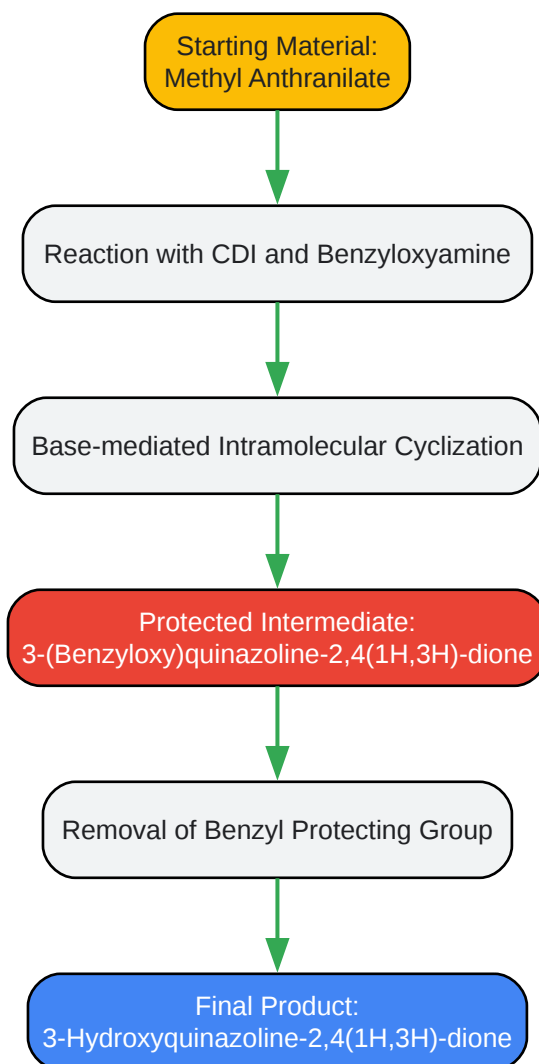 Starting Material:
Methyl Anthranilate
Reaction with CDI and Benzyloxyamine
Base-mediated Intramolecular Cyclization
Protected Intermediate:
3-(Benzyloxy)quinazoline-2,4(1H,3H)-dione
Removal of Benzyl Protecting Group
Final Product:
3-Hydroxyquinazoline-2,4(1H,3H)-dione